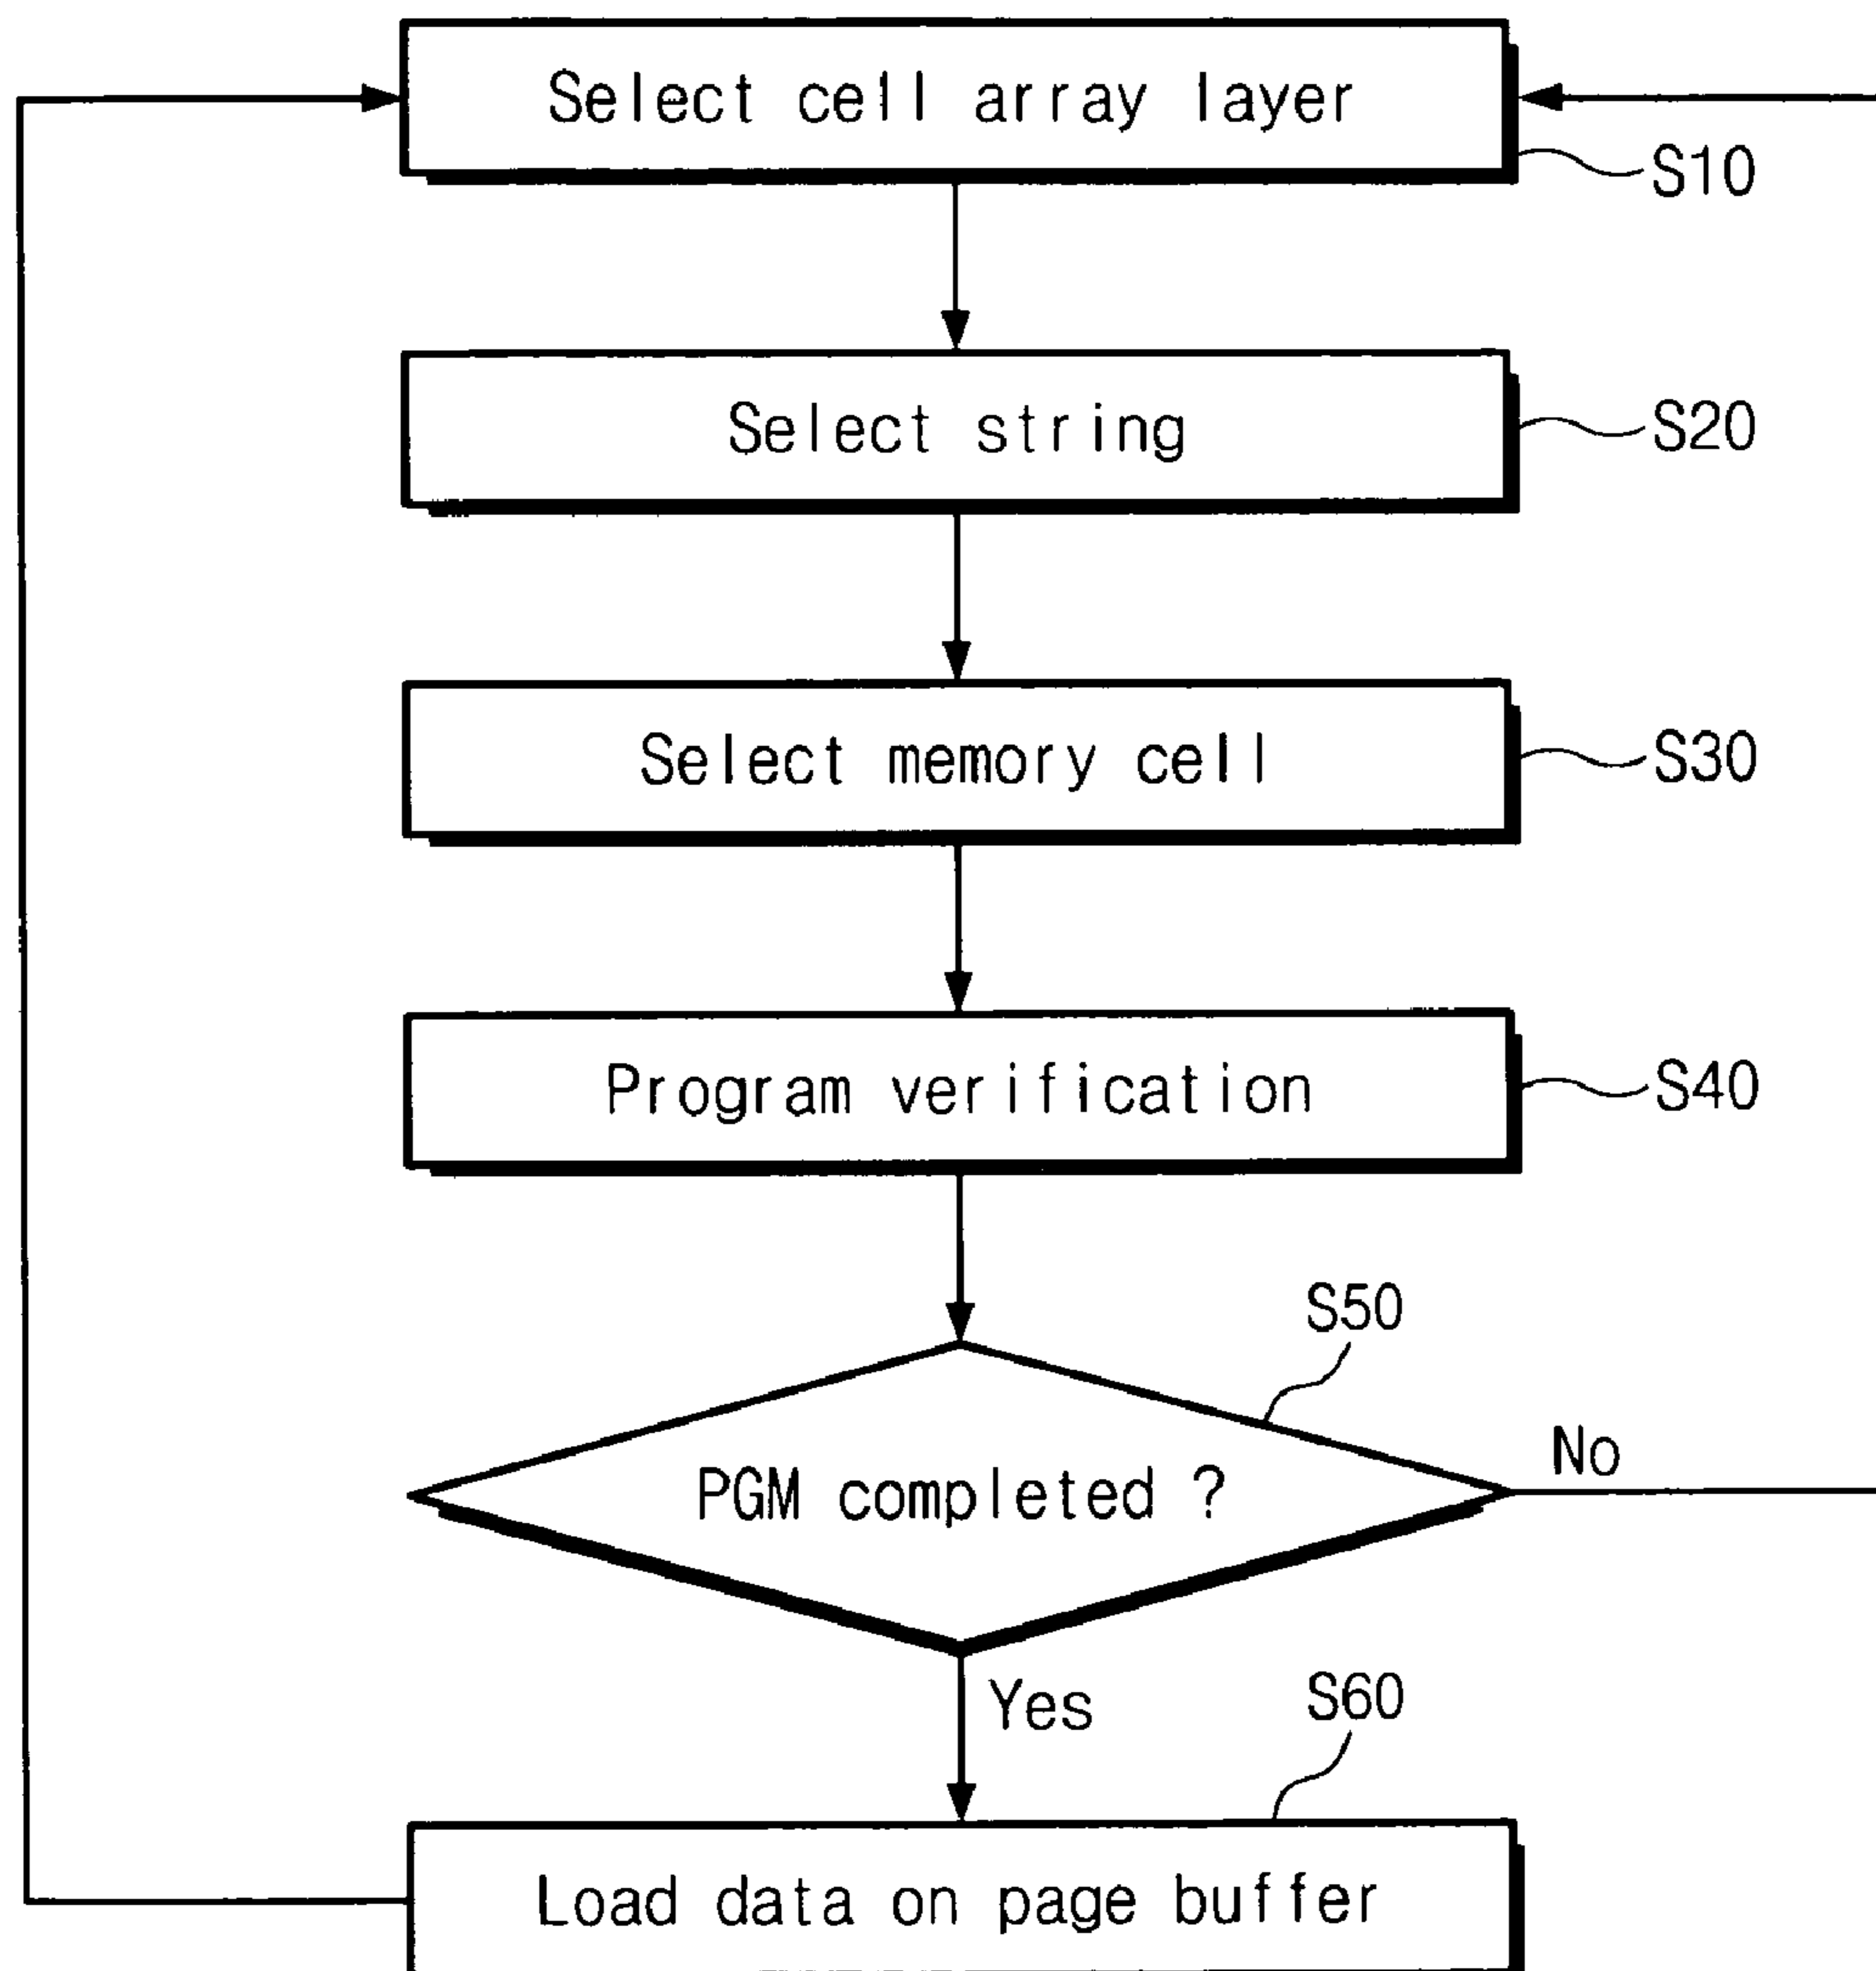 Select cell array layer
S10
Select string
S20
Select memory cell
S30
Program verification
S40
S50
PGM completed ?
No
Yes
S60
Load data on page buffer